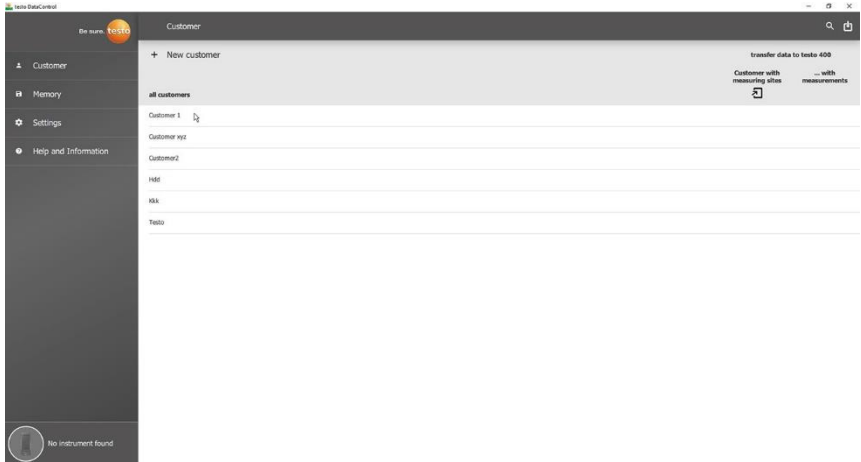 testo DataControl
Be sure. testo
Customer
Customer
Memory
Settings
Help and Information
No instrument found
+ New customer
transfer data to testo 400
Customer with
measuring sites
... with
measurements
all customers
Customer 1
Customer xyz
Customer2
Hdd
Kkk
Testo